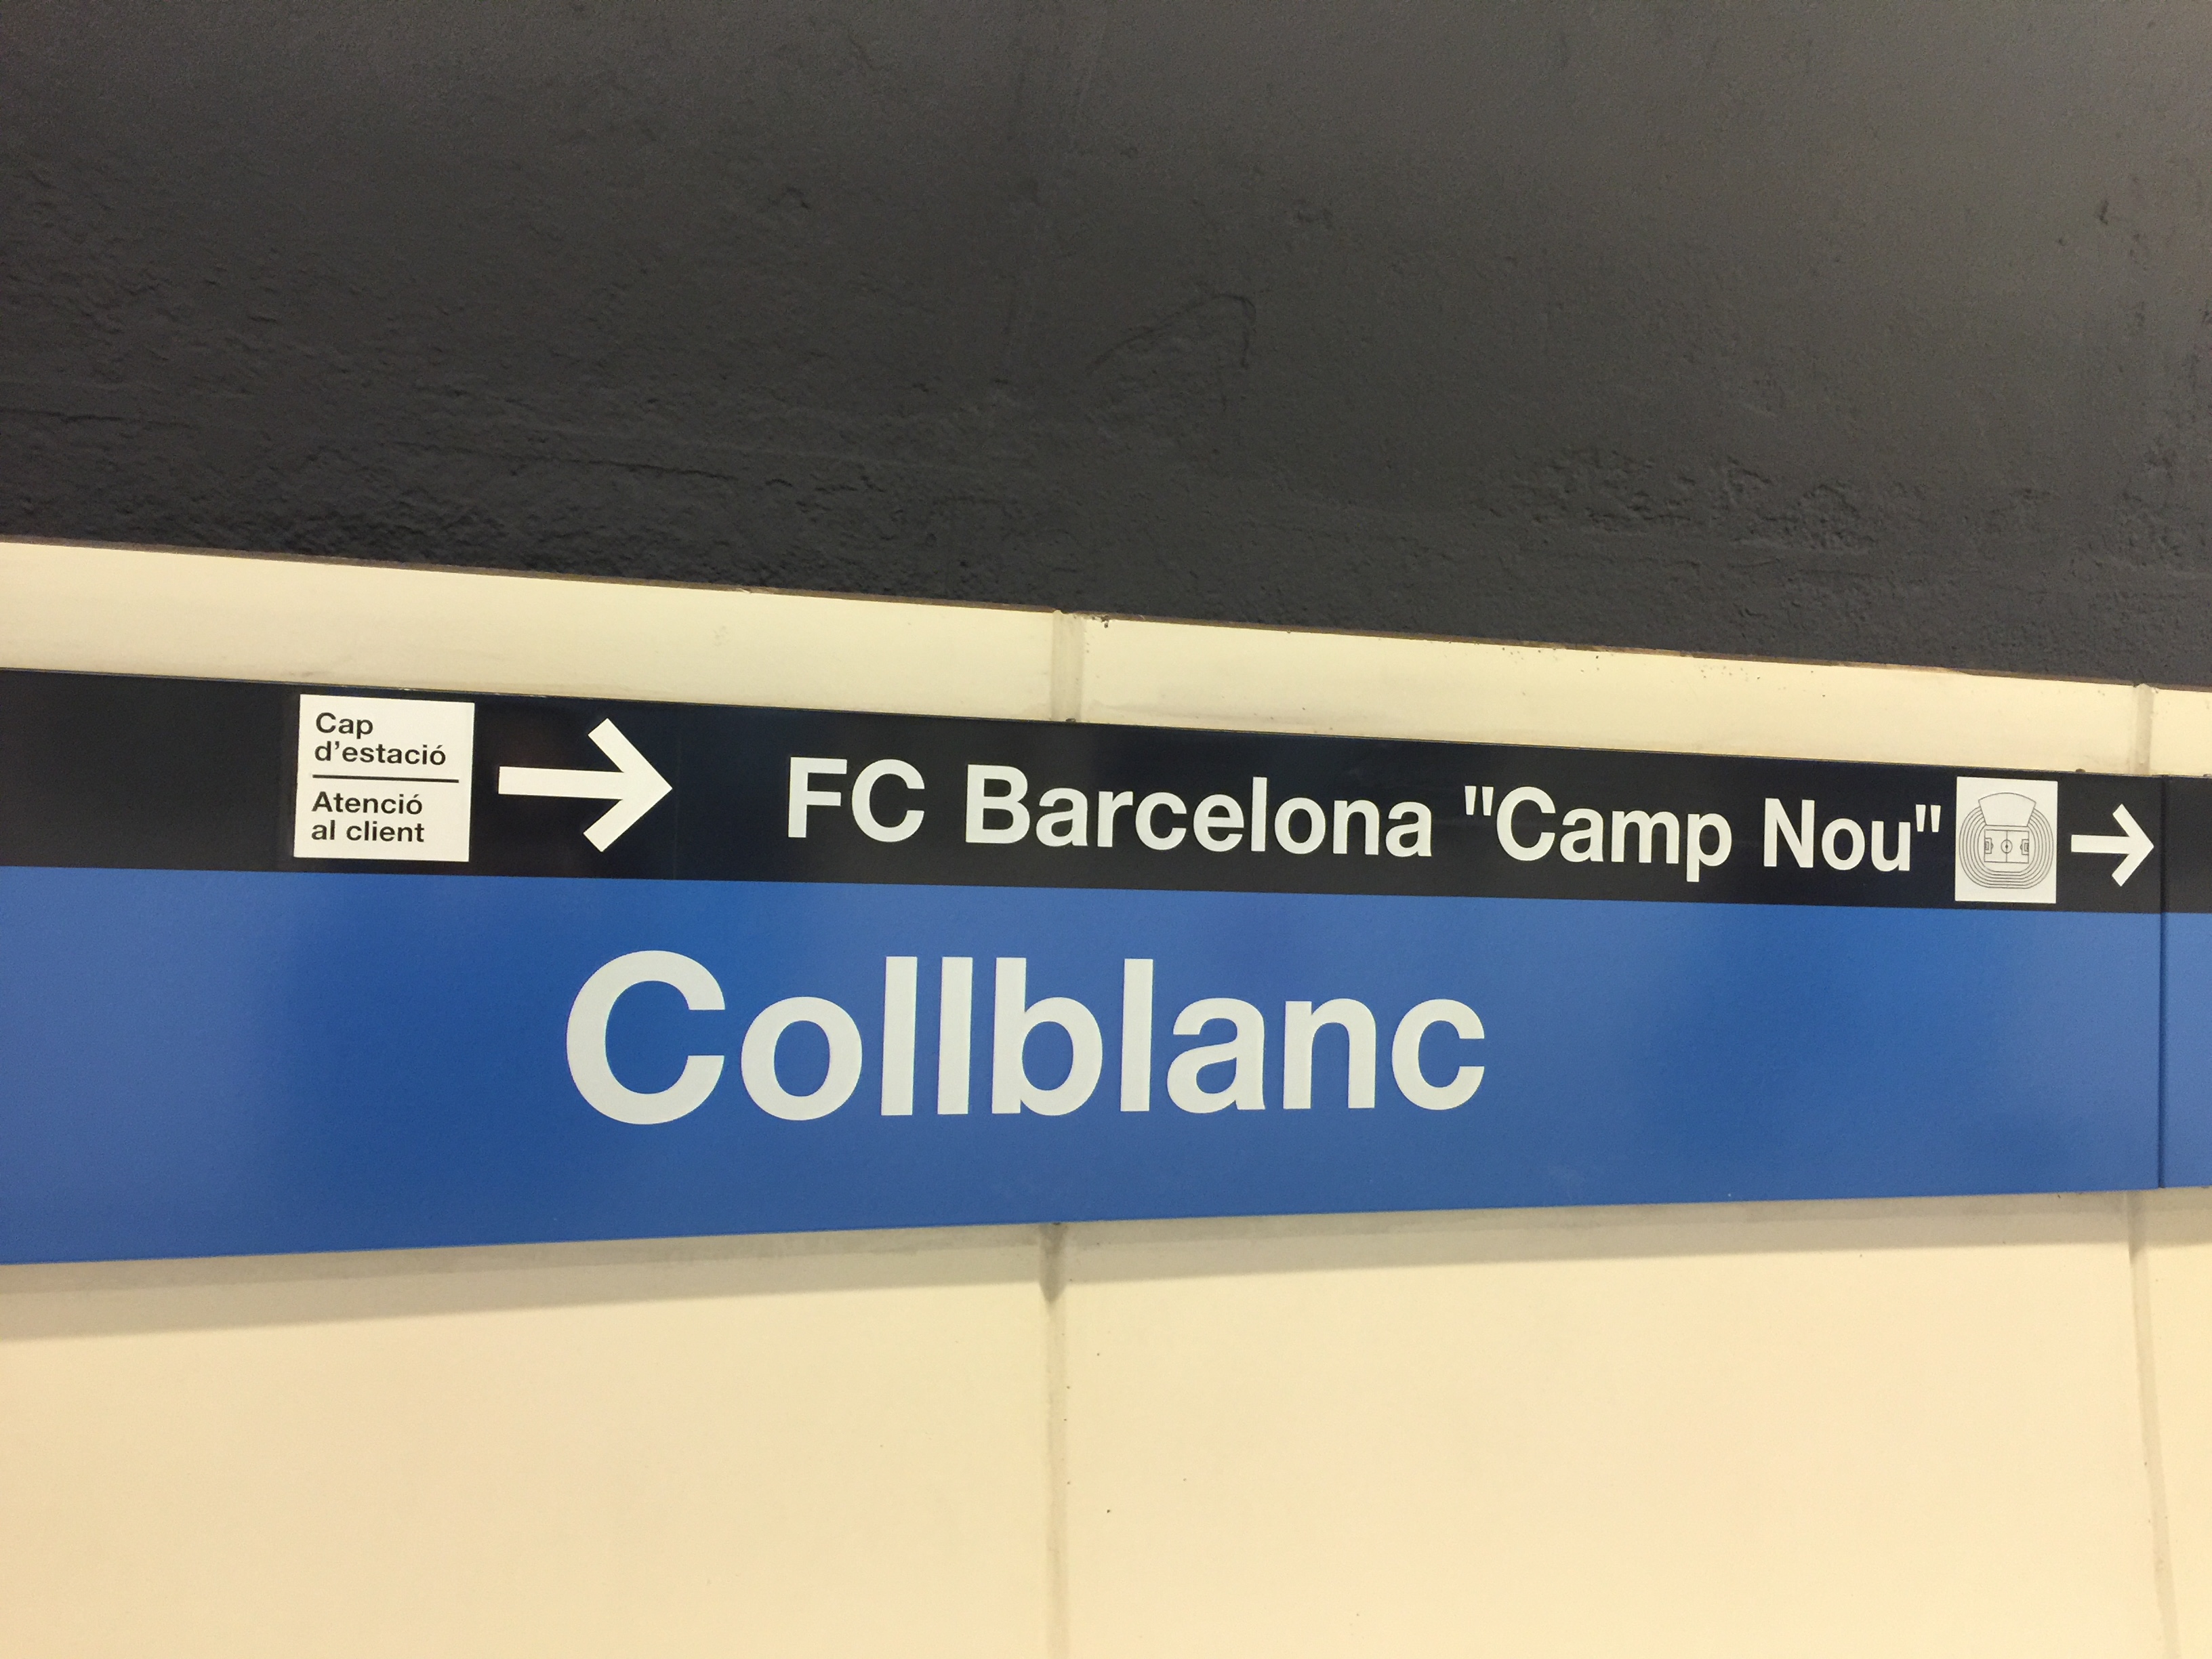 Cap
d'estació
Atenció
al client
FC Barcelona "Camp Nou"
Collblanc